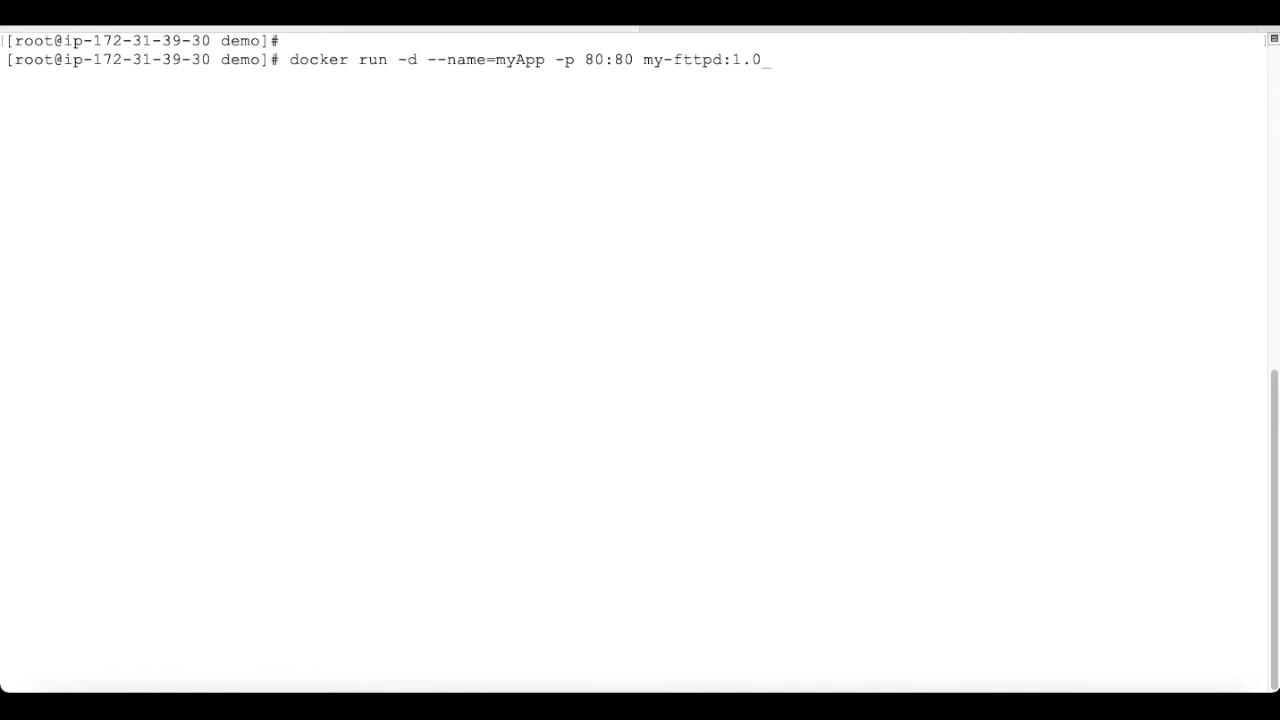 [root@ip-172-31-39-30 demo]#
[root@ip-172-31-39-30 demo]# docker run -d --name=myApp -p 80:80 my-fttpd:1.0_